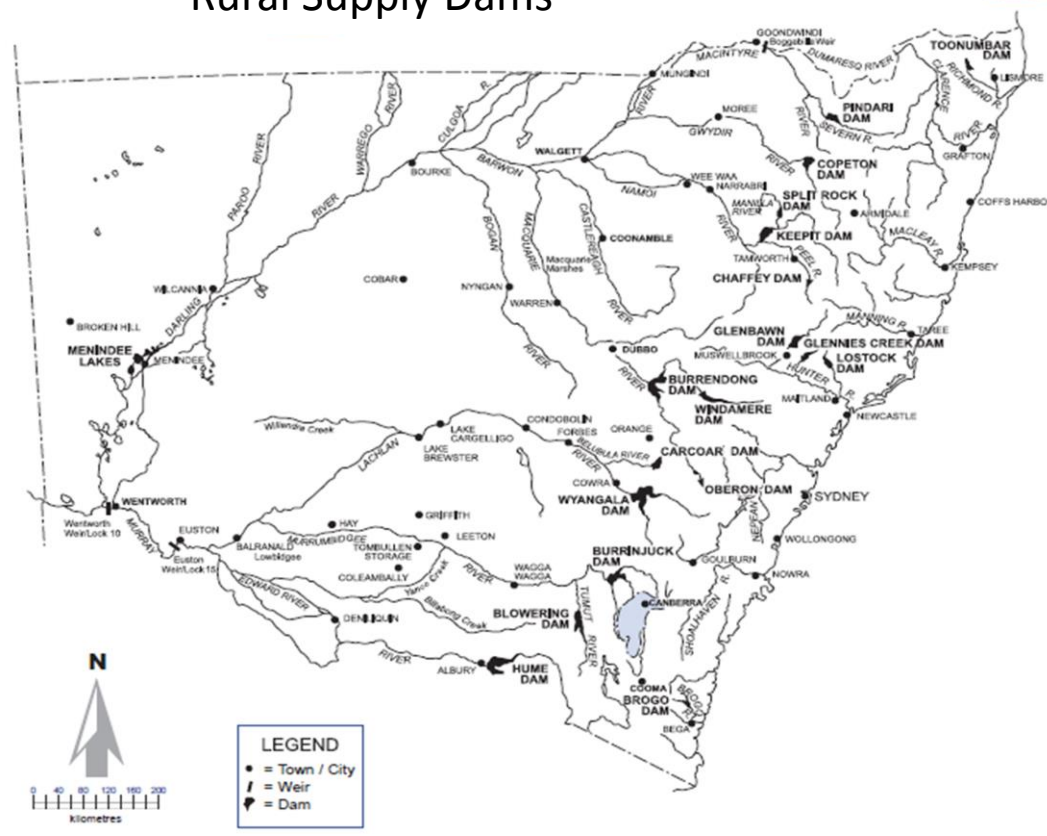 Rural Supply Dams
GOONDWINDI
Boggabilla Weir
TOONUMBAR
DAM
MACINTYRE
DUMARESQ RIVER
CLARENCE
RICHMOND R.
LISMORE
MUNGINDI
RIVER
MOREE
GWYDIR
RIVER
RIVER
PINDARI
DAM
SEVERN R.
RIVER
GRAFTON
PAROO
RIVER
WARREGO
RIVER
CULGOA
R.
BOURKE
BARWON
WALGETT
NAMOI
WEE WAA
NARRABRI
RIVER
COPETON
DAM
SPLIT ROCK
DAM
MANILLA
RIVER
ARMIDALE
COFFS HARBO
KEEPIT DAM
MACLEAY R.
TAMWORTH
PEEL R.
KEMPSEY
CHAFFEY DAM
RIVER
BOGAN
MACQUARIE
CASTLEREAGH
COONAMBLE
Macquarie
Marshes
COBAR
NYNGAN
WARREN
RIVER
RIVER
WILCANNIA
DARLING
BROKEN HILL
MENINDEE
LAKES
MENINDEE
MANNING R.
TAREE
GLENBAWN
DAM
GLENNIES CREEK DAM
MUSWELLBROOK
LOSTOCK
DAM
HUNTER
R.
MAITLAND
NEWCASTLE
DUBBO
RIVER
BURRENDONG
DAM
WINDAMERE
DAM
Willandra Creek
LACHLAN
LAKE
CARGELLIGO
LAKE
BREWSTER
CONDOBOLIN
FORBES
ORANGE
BELUBULA RIVER
RIVER
CARCOAR DAM
COWRA
WYANGALA
DAM
OBERON DAM
SYDNEY
NEPEAN
WOLLONGONG
WENTWORTH
Wentworth
Weir/Lock 10
MURRAY
EUSTON
Euston
Weir/Lock 15
BALRANALD
Lowbidgee
HAY
MURRUMBIDGEE
GRIFFITH
LEETON
TOMBULLEN
STORAGE
COLEAMBALLY
Yanco Creek
RIVER
WAGGA
WAGGA
BURRINJUCK
DAM
GOULBURN
NOWRA
SHOALHAVEN
R.
CANBERRA
EDWARD RIVER
DENILIQUIN
Billabong Creek
BLOWERING
DAM
TUMUT
RIVER
RIVER
ALBURY
HUME
DAM
COOMA
BROGO
DAM
BROGO
R.
BEGA
N
0 40 80 120 160 200
kilometres
LEGEND
= Town / City
= Weir
= Dam